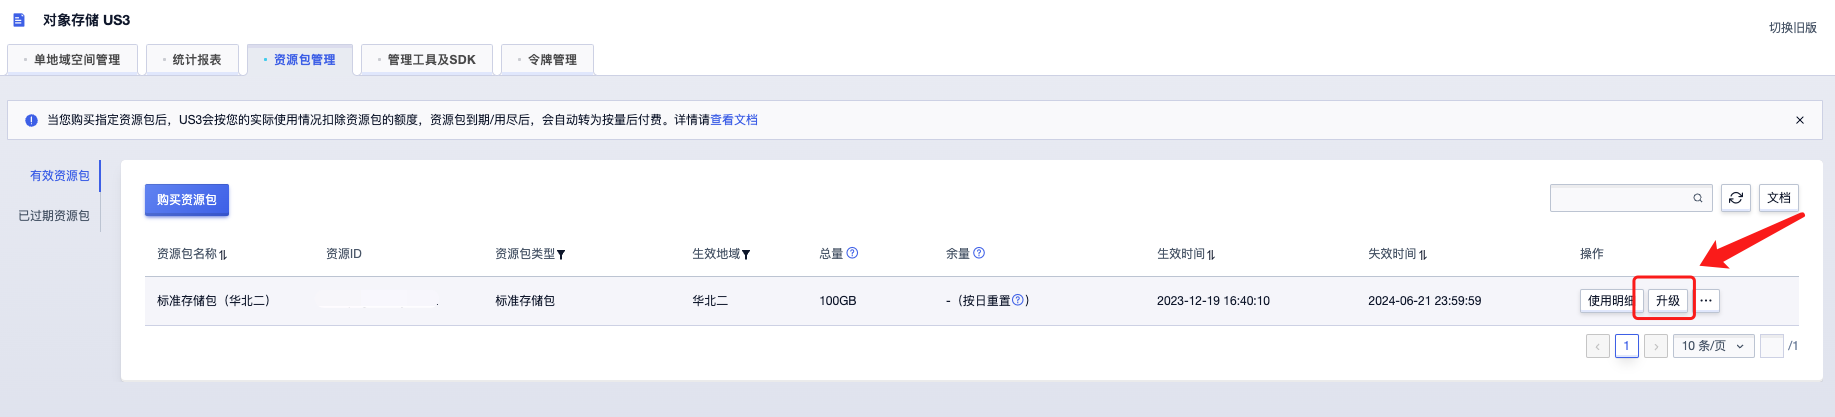 对象存储 US3
切换旧版
单地域空间管理 统计报表 资源包管理 管理工具及SDK 令牌管理
当您购买指定资源包后，US3会按您的实际使用情况扣除资源包的额度，资源包到期/用尽后，会自动转为按量后付费。详情请查看文档
有效资源包
已过期资源包
购买资源包
文档
资源包名称 资源ID 资源包类型 生效地域 总量 余量 生效时间 失效时间 操作
标准存储包（华北二） 标准存储包 华北二 100GB -（按日重置） 2023-12-19 16:40:10 2024-06-21 23:59:59 使用明细 升级 ...
1 10 条/页 /1